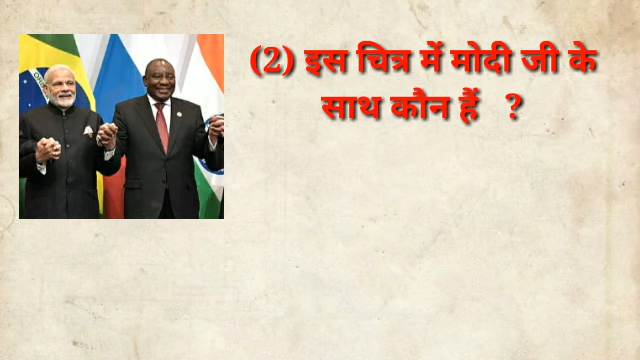 (2) इस चित्र में मोदी जी के
साथ कौन हैं ?